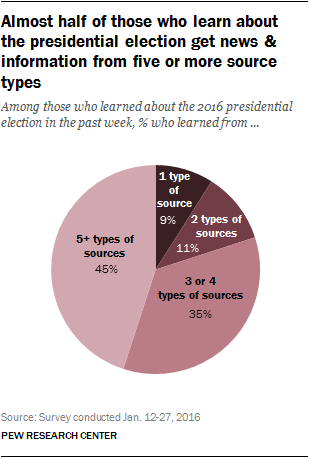 Almost half of those who learn about
the presidential election get news &
information from five or more source
types
Among those who learned about the 2016 presidential
election in the past week, % who learned from ...
1 type
of
source
9%
2 types of
sources
11%
3 or 4
types of sources
35%
5+ types of
sources
45%
Source: Survey conducted Jan. 12-27, 2016
PEW RESEARCH CENTER